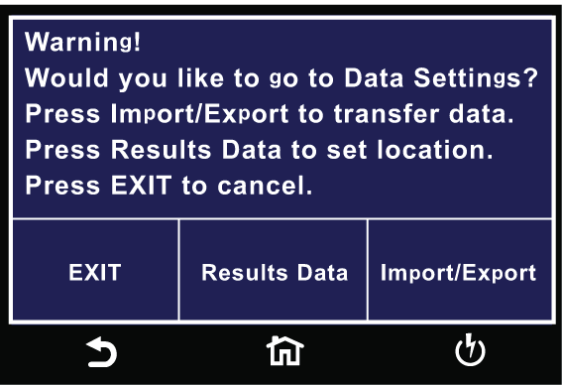 Warning!
Would you like to go to Data Settings?
Press Import/Export to transfer data.
Press Results Data to set location.
Press EXIT to cancel.
EXIT
Results Data
Import/Export